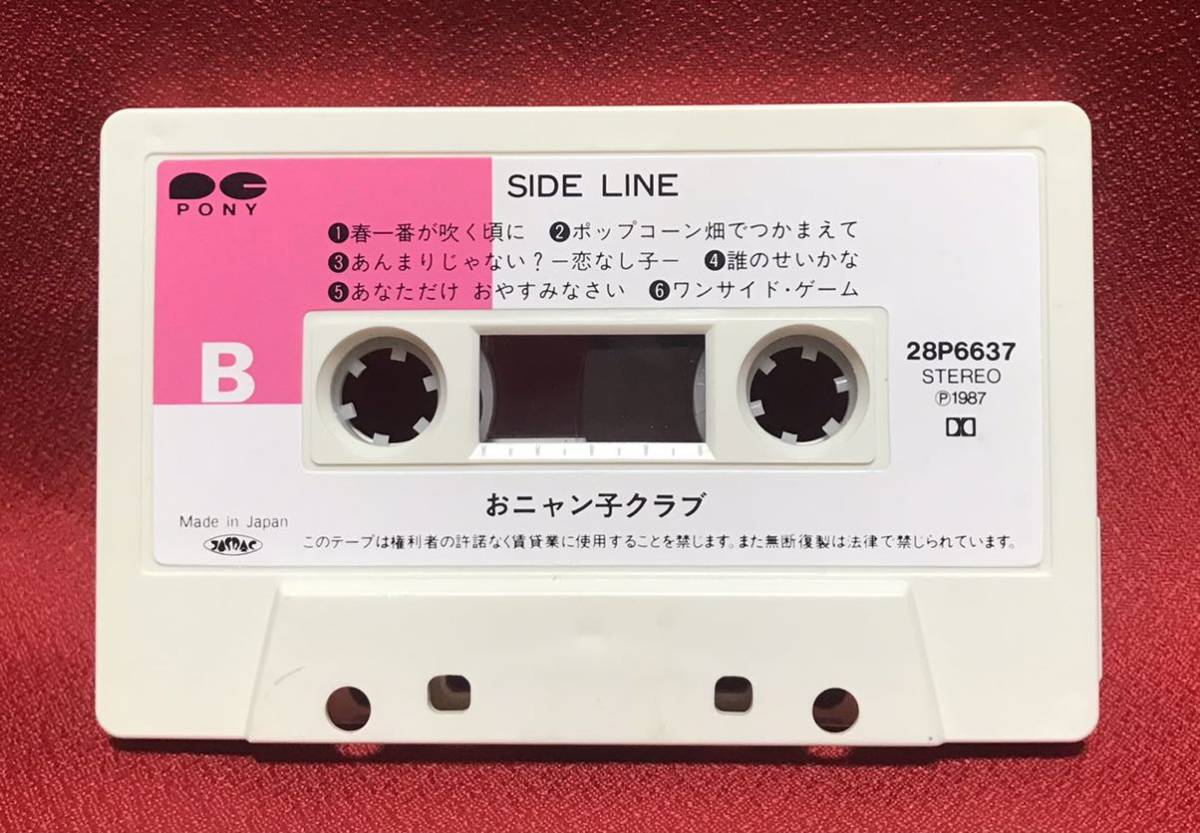 PONY
SIDE LINE
❶春一番が吹く頃に ❷ポップコーン畑でつかまえて
❸あんまりじゃない？ー恋なし子ー ❹誰のせいかな
❺あなただけ おやすみなさい ❻ワンサイド・ゲーム
B
28P6637
STEREO
Ⓟ1987
おニャン子クラブ
Made in Japan
JASRAC
このテープは権利者の許諾なく賃貸業に使用することを禁じます。また無断複製は法律で禁じられています。